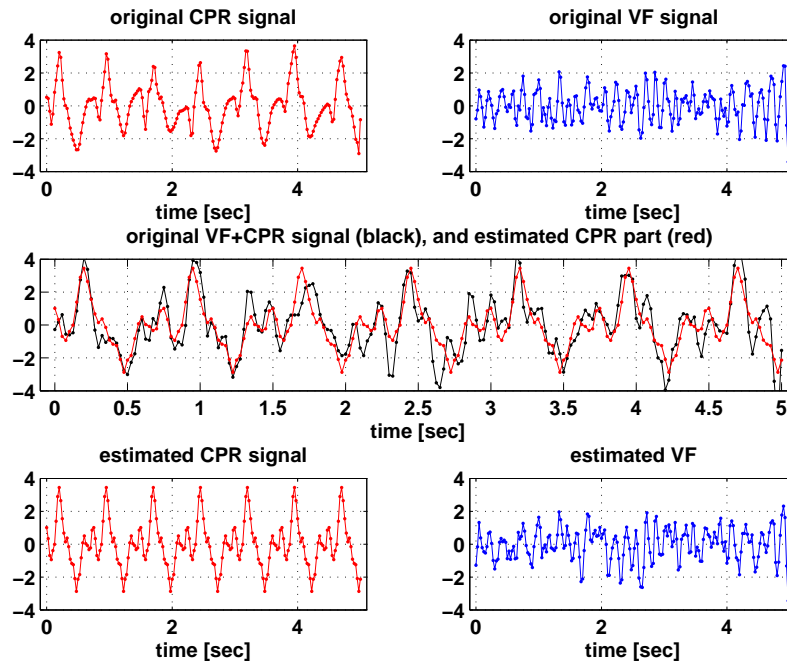 original CPR signal
original VF signal
4
2
0
−2
−4
0 2 4
time [sec]
4
2
0
−2
−4
0 2 4
time [sec]
original VF+CPR signal (black), and estimated CPR part (red)
4
2
0
−2
−4
0 0.5 1 1.5 2 2.5 3 3.5 4 4.5 5
time [sec]
estimated CPR signal
estimated VF
4
2
0
−2
−4
0 2 4
time [sec]
4
2
0
−2
−4
0 2 4
time [sec]